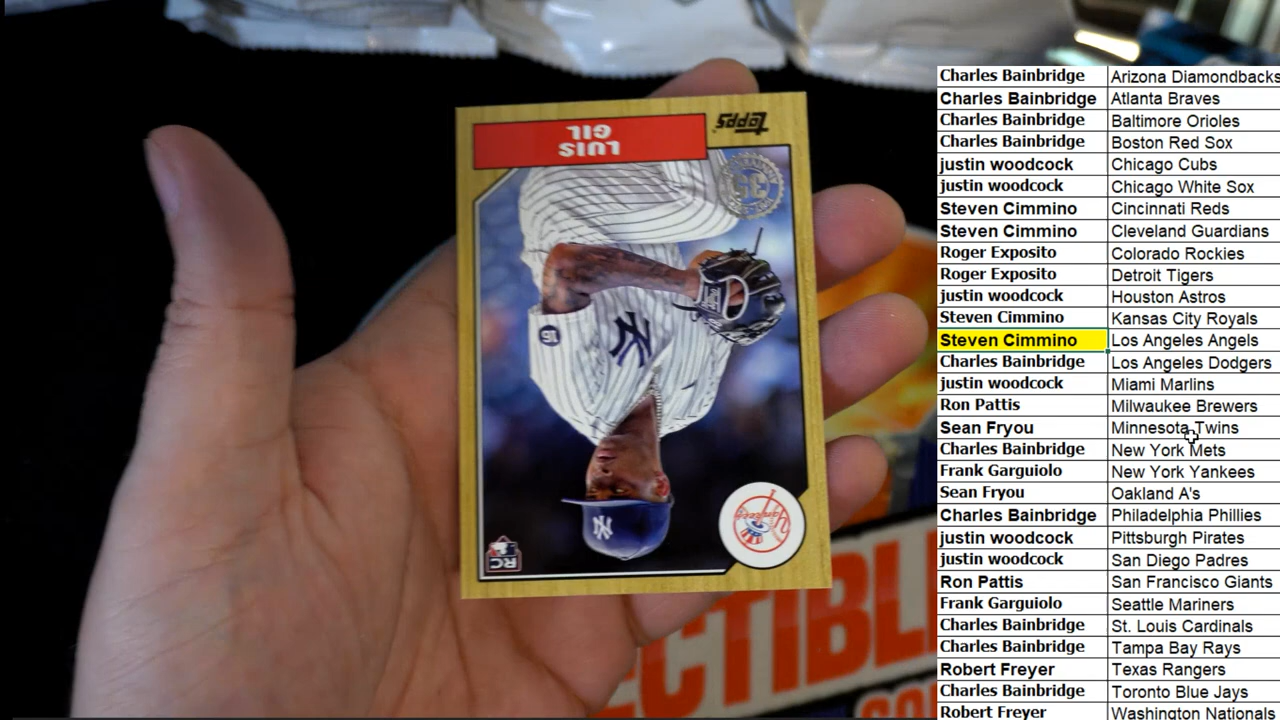 LUIS
GIL
Topps
35
NY
16
NY
Yankees
RC
ECTIBL
Charles Bainbridge Arizona Diamondbacks
Charles Bainbridge Atlanta Braves
Charles Bainbridge Baltimore Orioles
Charles Bainbridge Boston Red Sox
justin woodcock Chicago Cubs
justin woodcock Chicago White Sox
Steven Cimmino Cincinnati Reds
Steven Cimmino Cleveland Guardians
Roger Exposito Colorado Rockies
Roger Exposito Detroit Tigers
justin woodcock Houston Astros
Steven Cimmino Kansas City Royals
Steven Cimmino Los Angeles Angels
Charles Bainbridge Los Angeles Dodgers
justin woodcock Miami Marlins
Ron Pattis Milwaukee Brewers
Sean Fryou Minnesota Twins
Charles Bainbridge New York Mets
Frank Garguiolo New York Yankees
Sean Fryou Oakland A's
Charles Bainbridge Philadelphia Phillies
justin woodcock Pittsburgh Pirates
justin woodcock San Diego Padres
Ron Pattis San Francisco Giants
Frank Garguiolo Seattle Mariners
Charles Bainbridge St. Louis Cardinals
Charles Bainbridge Tampa Bay Rays
Robert Freyer Texas Rangers
Charles Bainbridge Toronto Blue Jays
Robert Freyer Washington Nationals